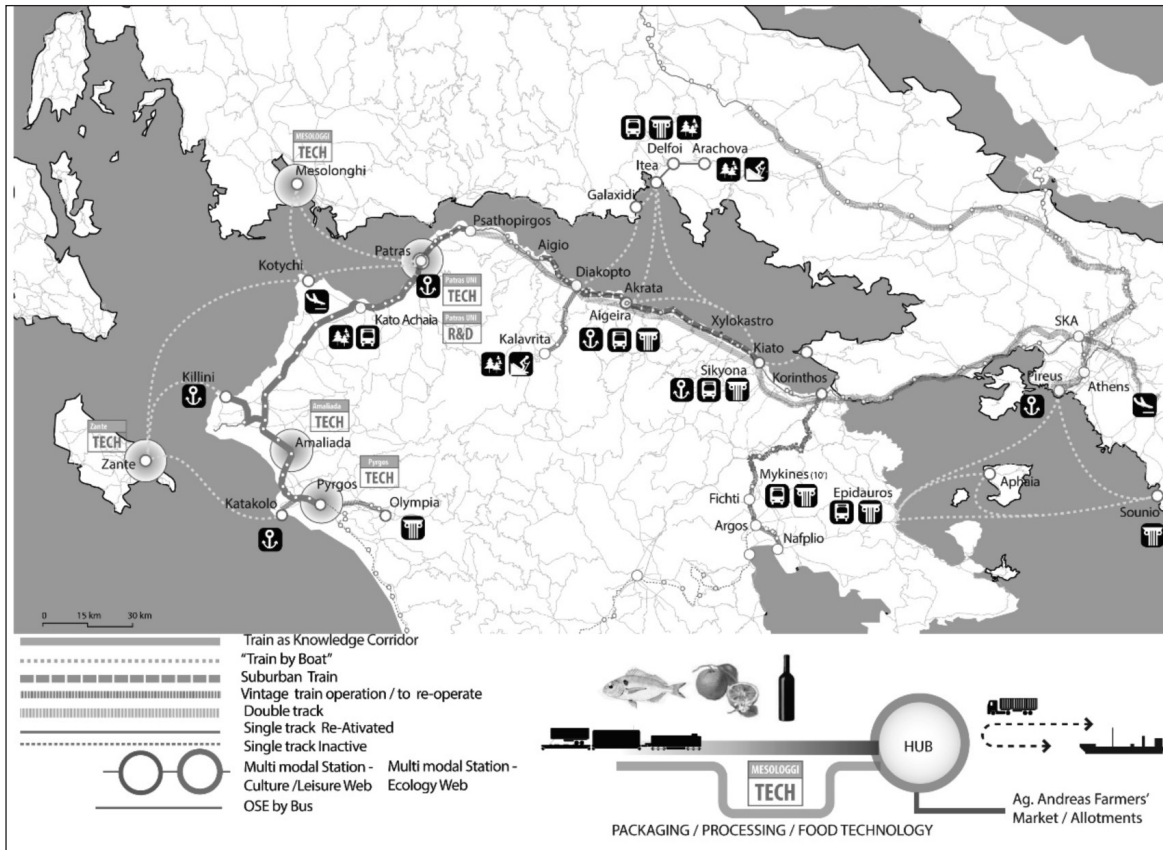 MESOLOGGI
TECH
Mesolonghi
Delfoi
Arachova
Itea
Galaxidi
Psathopirgos
Patras
Aigio
Kotychi
Diakopto
Patras UNI
TECH
Akrata
Kato Achaia
Patras UNI
R&D
Aigeira
Xylokastro
SKA
Kalavrita
Kiato
Killini
Sikyona
Korinthos
Pireus
Athens
Amaliada
TECH
Zante
TECH
Amaliada
Zante
Pyrgos
TECH
Mykines (10')
Aphaia
Pyrgos
Epidauros
Katakolo
Olympia
Fichti
Sounio
Argos
Nafplio
0 15 km 30 km
Train as Knowledge Corridor
“Train by Boat”
Suburban Train
Vintage train operation / to re-operate
Double track
Single track Re-Ativated
Single track Inactive
Multi modal Station -
Culture /Leisure Web
Multi modal Station -
Ecology Web
OSE by Bus
HUB
MESOLOGGI
TECH
PACKAGING / PROCESSING / FOOD TECHNOLOGY
Ag. Andreas Farmers'
Market / Allotments